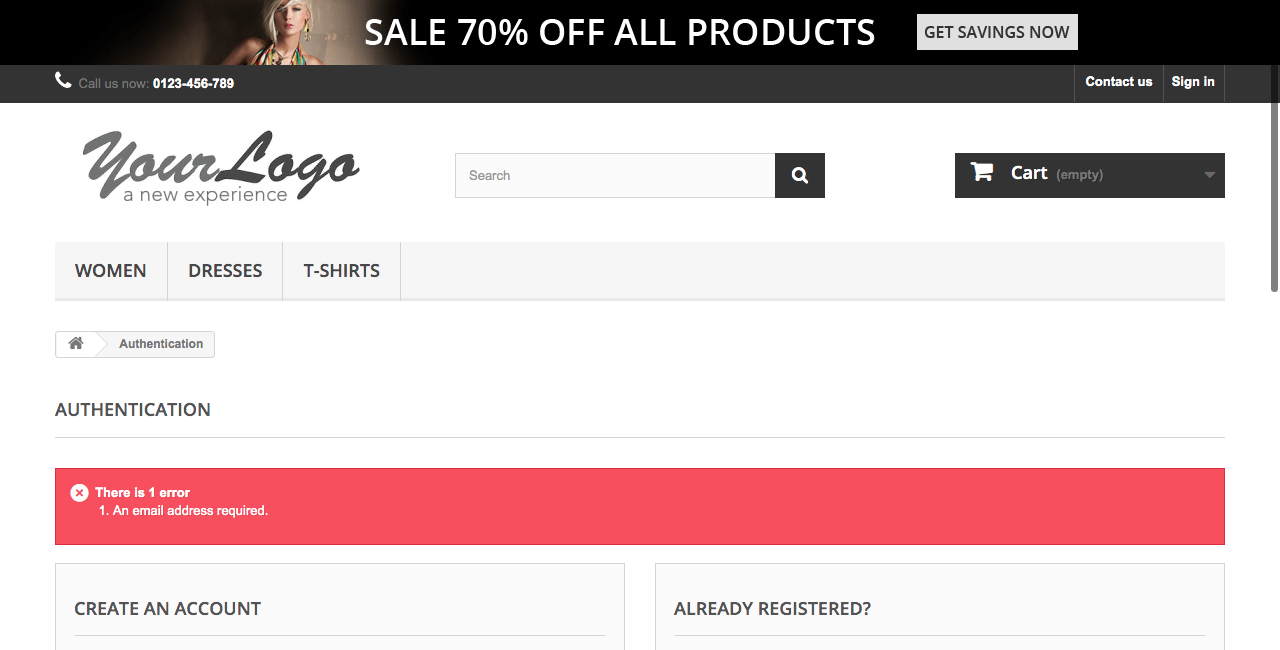 SALE 70% OFF ALL PRODUCTS
GET SAVINGS NOW
Call us now: 0123-456-789
Contact us
Sign in
YourLogo
a new experience
Search
Cart (empty)
WOMEN
DRESSES
T-SHIRTS
Authentication
AUTHENTICATION
There is 1 error
1. An email address required.
CREATE AN ACCOUNT
ALREADY REGISTERED?